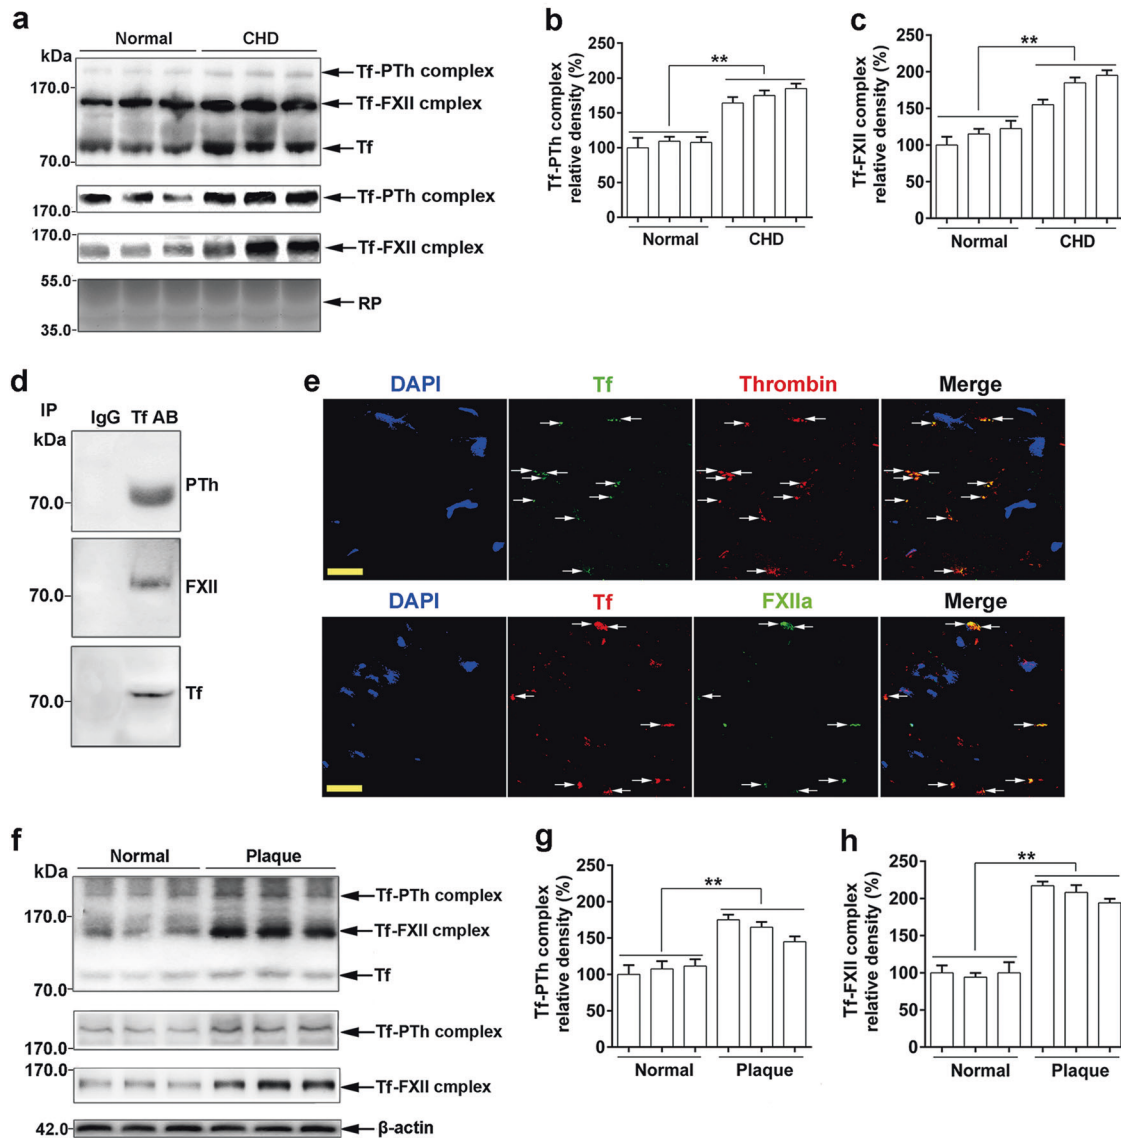 a
Normal CHD
kDa
170.0
70.0
Tf-PTh complex
Tf-FXII cmplex
Tf
170.0
Tf-PTh complex
170.0
Tf-FXII cmplex
55.0
35.0
RP
b
Tf-PTh complex
relative density (%)
250
200
150
100
50
0
**
Normal CHD
c
Tf-FXII complex
relative density (%)
250
200
150
100
50
0
**
Normal CHD
d
IP
IgG Tf AB
kDa
70.0
PTh
70.0
FXII
70.0
Tf
e
DAPI Tf Thrombin Merge
DAPI Tf FXIIa Merge
f
Normal Plaque
kDa
170.0
70.0
Tf-PTh complex
Tf-FXII cmplex
Tf
170.0
Tf-PTh complex
170.0
Tf-FXII cmplex
42.0
β-actin
g
Tf-PTh complex
relative density (%)
250
200
150
100
50
0
**
Normal Plaque
h
Tf-FXII complex
relative density (%)
250
200
150
100
50
0
**
Normal Plaque